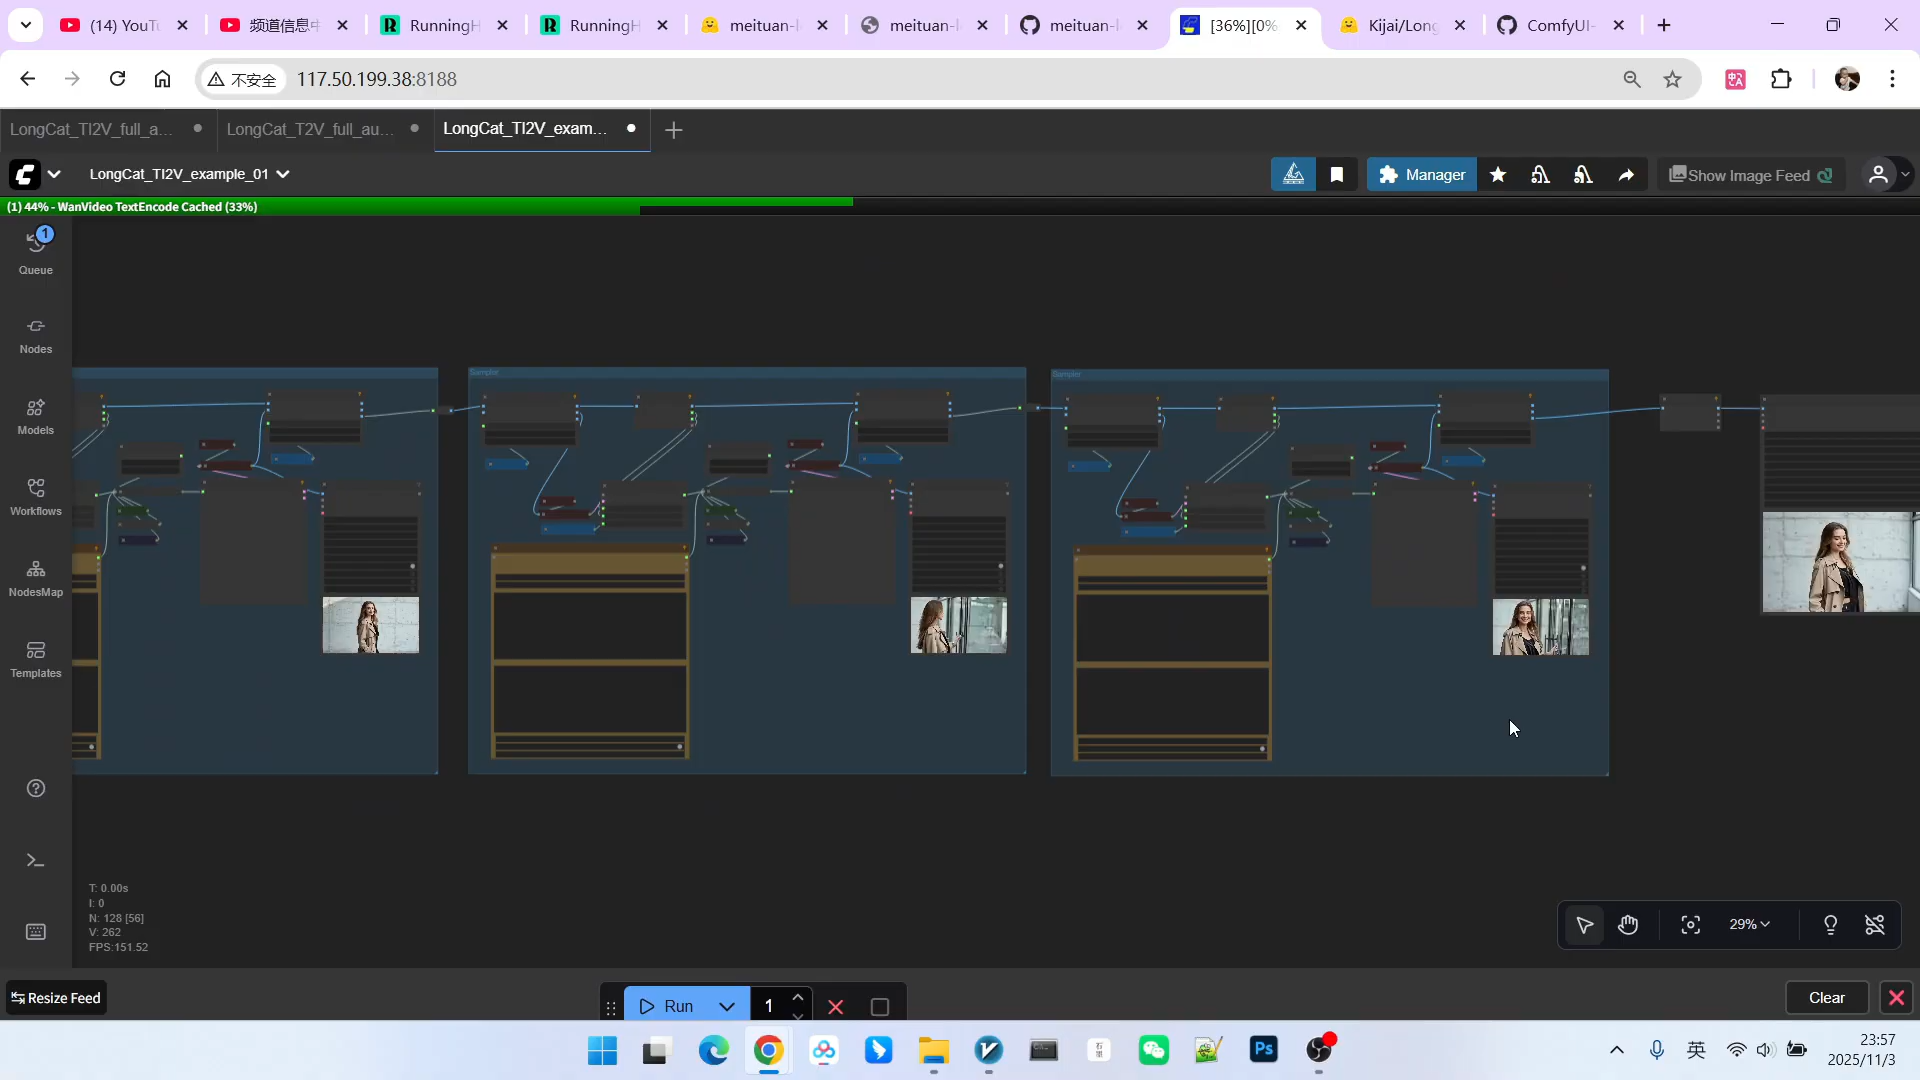 (14) YouTu
频道信息中
RunningH
RunningH
meituan-l
meituan-l
meituan-l
[36%][0%
Kijai/Long
ComfyUI-
不安全
117.50.199.38:8188
LongCat_TI2V_full_a...
LongCat_T2V_full_au...
LongCat_TI2V_exam...
LongCat_TI2V_example_01
Manager
Show Image Feed
(1) 44% - WanVideo TextEncode Cached (33%)
1
Queue
Nodes
Models
Workflows
NodesMap
Templates
Sampler
Sampler
T: 0.00s
I: 0
N: 128 [56]
V: 262
FPS:151.52
29%
Resize Feed
Run
1
Clear
英
23:57
2025/11/3